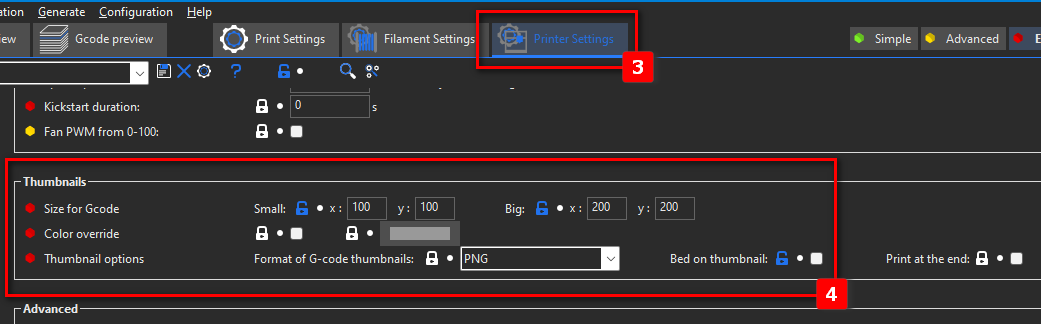 Generate Configuration Help
Gcode preview Print Settings Filament Settings Printer Settings Simple Advanced
3
Kickstart duration: 0 s
Fan PWM from 0-100:
Thumbnails
Size for Gcode Small: x : 100 y : 100 Big: x : 200 y : 200
Color override
Thumbnail options Format of G-code thumbnails: PNG Bed on thumbnail: Print at the end:
4
Advanced